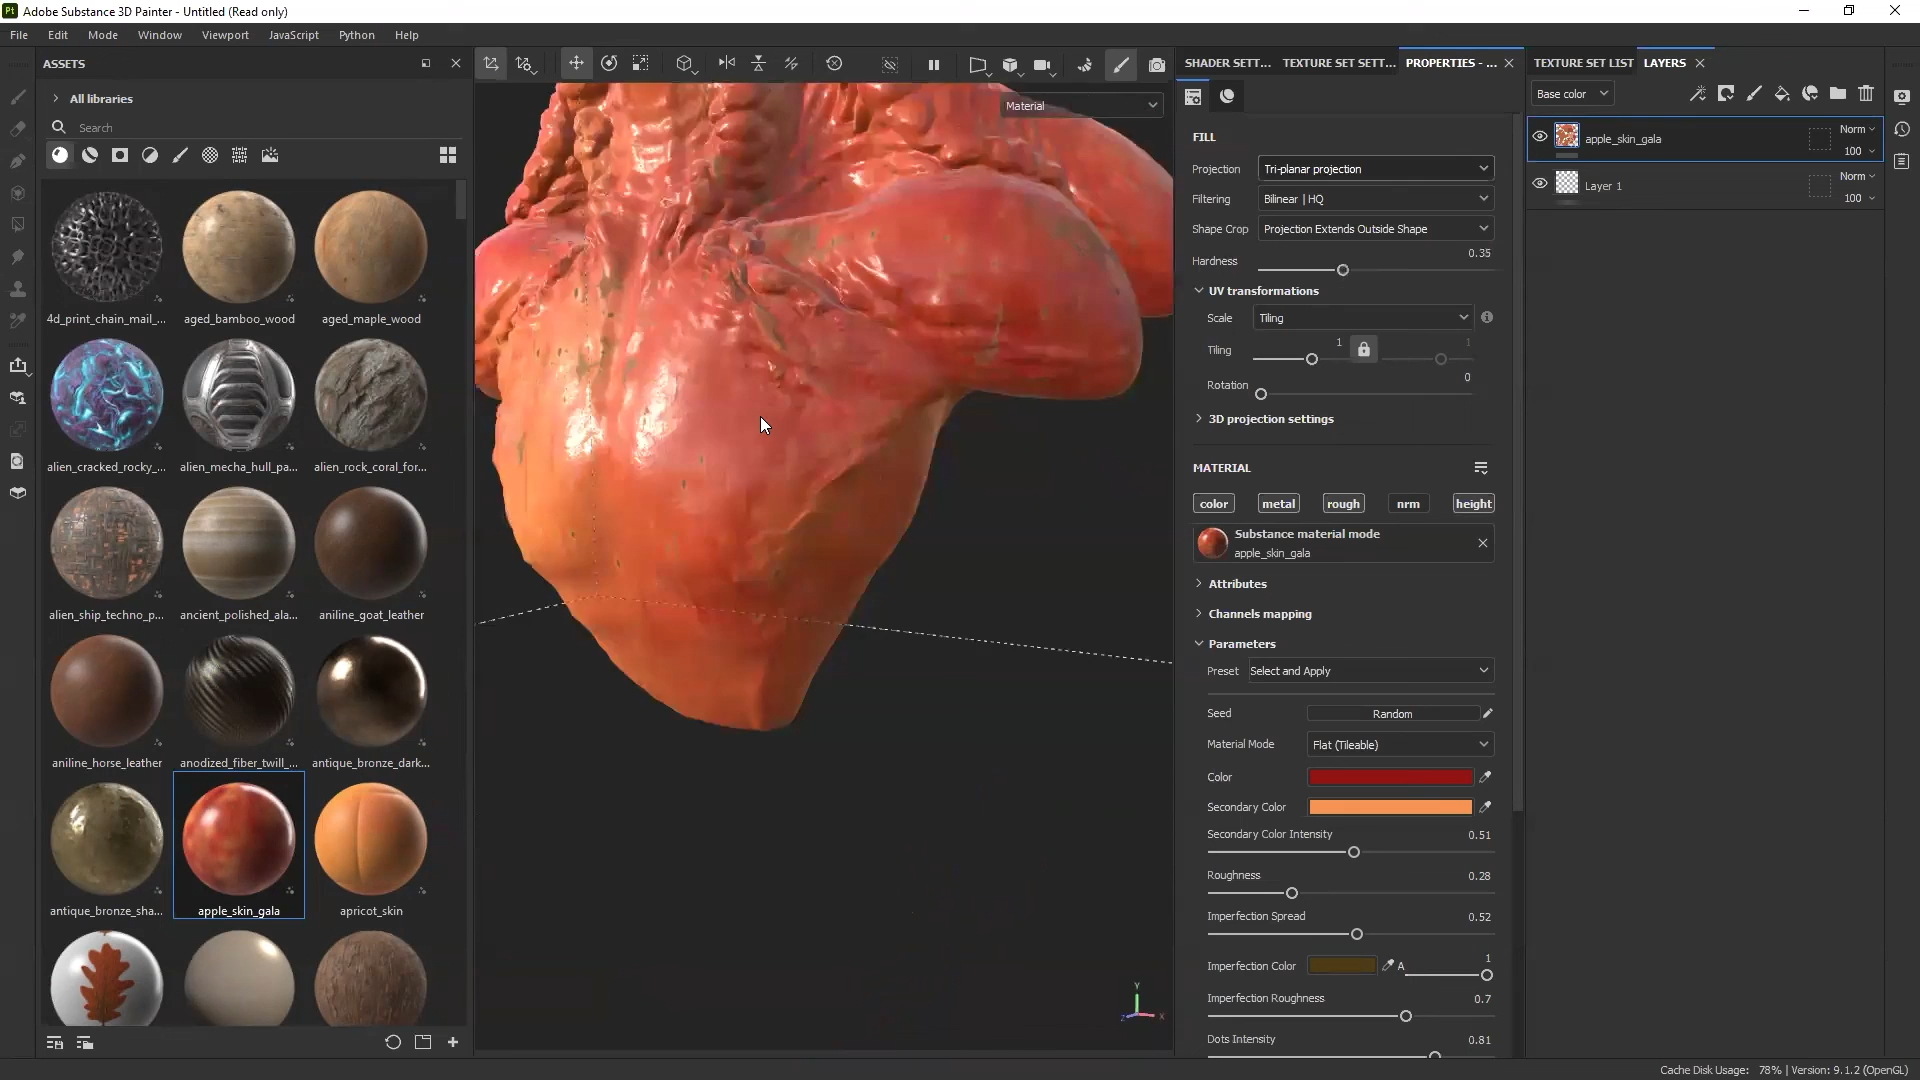 Pt Adobe Substance 3D Painter - Untitled (Read only)
File Edit Mode Window Viewport JavaScript Python Help
ASSETS
All libraries
Search
4d_print_chain_mail_... aged_bamboo_wood aged_maple_wood
alien_cracked_rocky_... alien_mecha_hull_pa... alien_rock_coral_for...
alien_ship_techno_p... ancient_polished_ala... aniline_goat_leather
aniline_horse_leather anodized_fiber_twill_... antique_bronze_dark...
antique_bronze_sha... apple_skin_gala apricot_skin
Material
Y
Z X
SHADER SETT... TEXTURE SET SETT... PROPERTIES - ...
FILL
Projection Tri-planar projection
Filtering Bilinear | HQ
Shape Crop Projection Extends Outside Shape
Hardness 0.35
UV transformations
Scale Tiling
Tiling 1 1
Rotation 0
3D projection settings
MATERIAL
color metal rough nrm height
Substance material mode
apple_skin_gala
Attributes
Channels mapping
Parameters
Preset Select and Apply
Seed Random
Material Mode Flat (Tileable)
Color
Secondary Color
Secondary Color Intensity 0.51
Roughness 0.28
Imperfection Spread 0.52
Imperfection Color A 1
Imperfection Roughness 0.7
Dots Intensity 0.81
TEXTURE SET LIST LAYERS
Base color
apple_skin_gala Norm
100
Layer 1 Norm
100
Cache Disk Usage: 78% | Version: 9.1.2 (OpenGL)